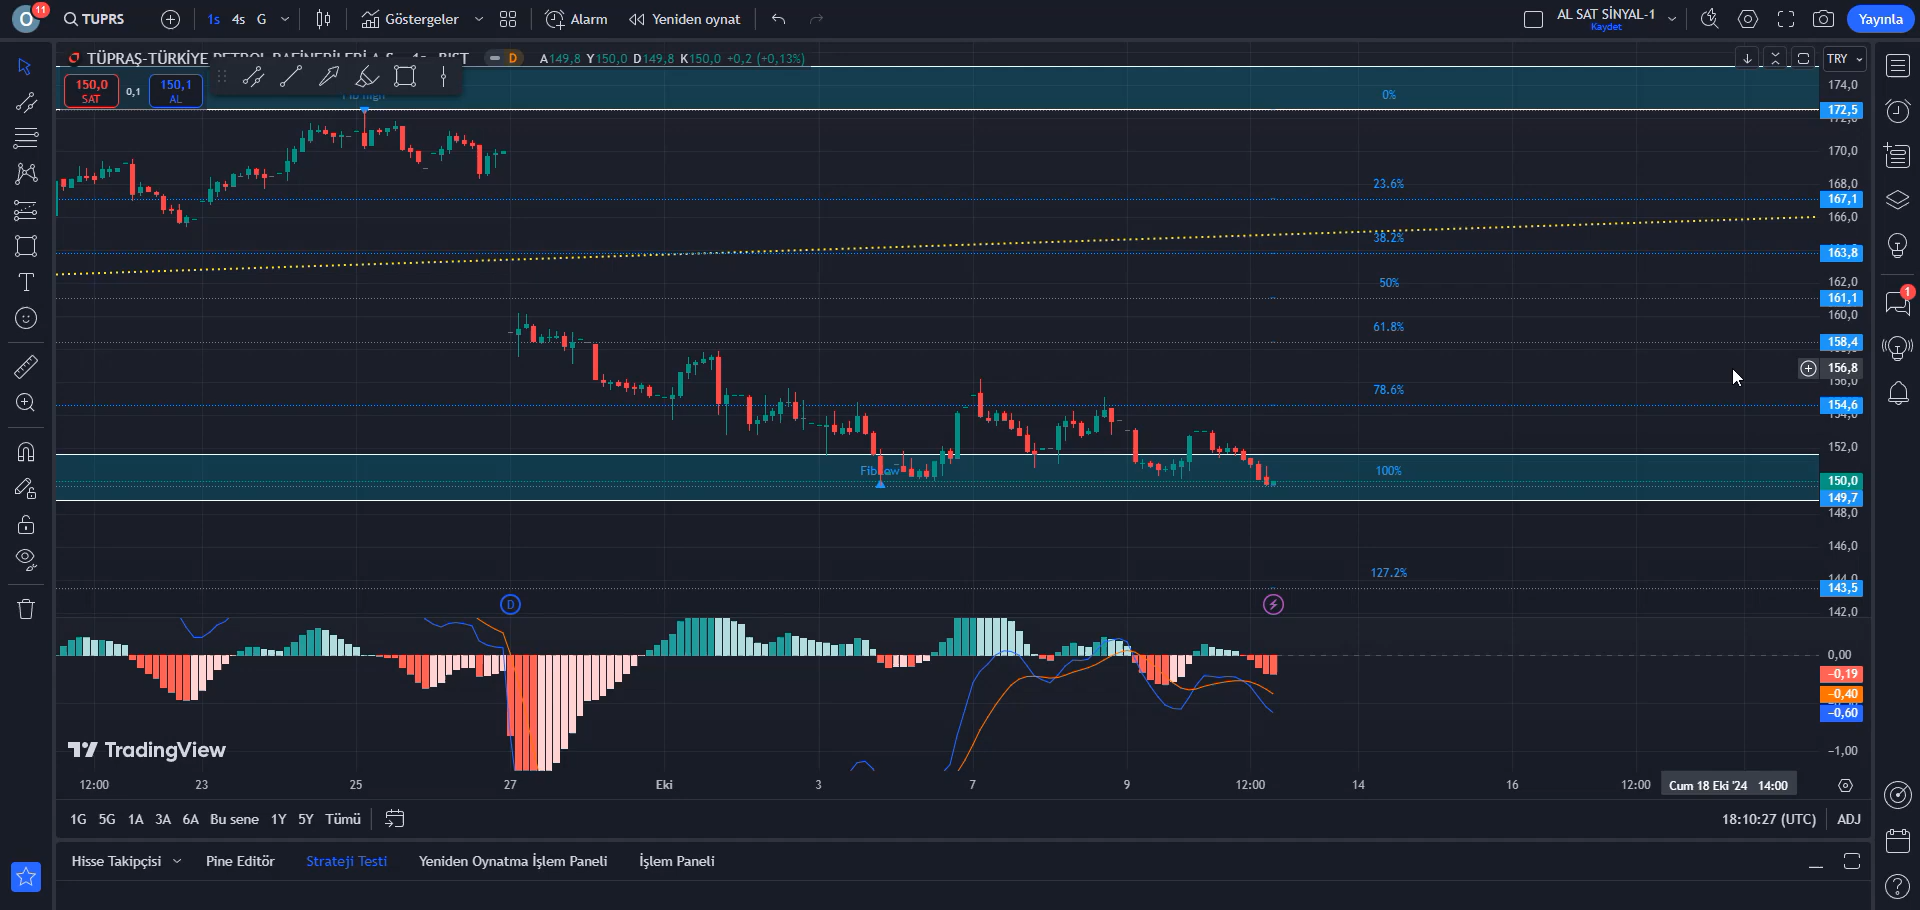 O
11
TUPRS
1s
4s
G
Göstergeler
Alarm
Yeniden oynat
AL SAT SİNYAL-1
Kaydet
Yayınla
D
A149,8 Y150,0 D149,8 K150,0 +0,2 (+0,13%)
TRY
150,0
SAT
0,1
150,1
AL
0%
23.6%
38.2%
50%
61.8%
78.6%
100%
127.2%
174,0
172,5
170,0
168,0
167,1
166,0
163,8
162,0
161,1
160,0
158,4
156,8
156,0
154,6
152,0
150,0
149,7
148,0
146,0
144,0
143,5
142,0
D
0,00
−0,19
−0,40
−0,60
−1,00
1
TradingView
12:00
23
25
27
Eki
3
7
9
12:00
14
16
12:00
Cum 18 Eki '24 14:00
1G 5G 1A 3A 6A Bu sene 1Y 5Y Tümü
18:10:27 (UTC)
ADJ
Hisse Takipçisi
Pine Editör
Strateji Testi
Yeniden Oynatma İşlem Paneli
İşlem Paneli